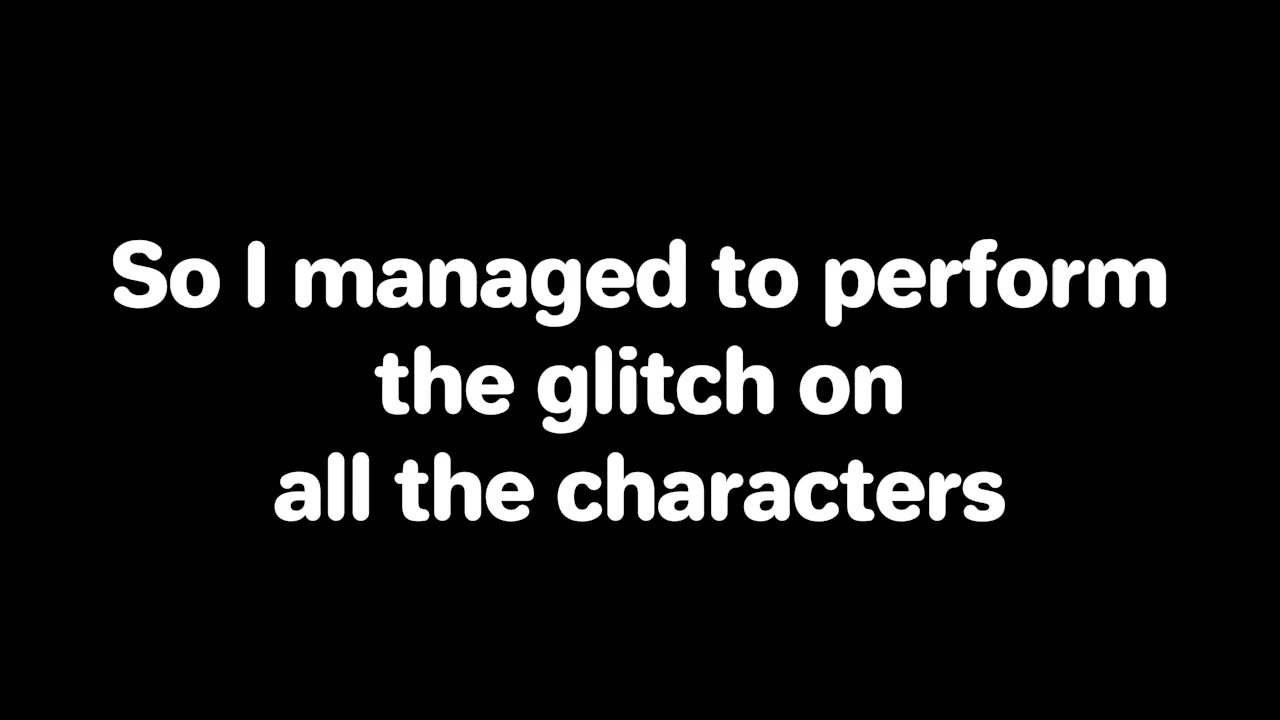 So I managed to perform
the glitch on
all the characters